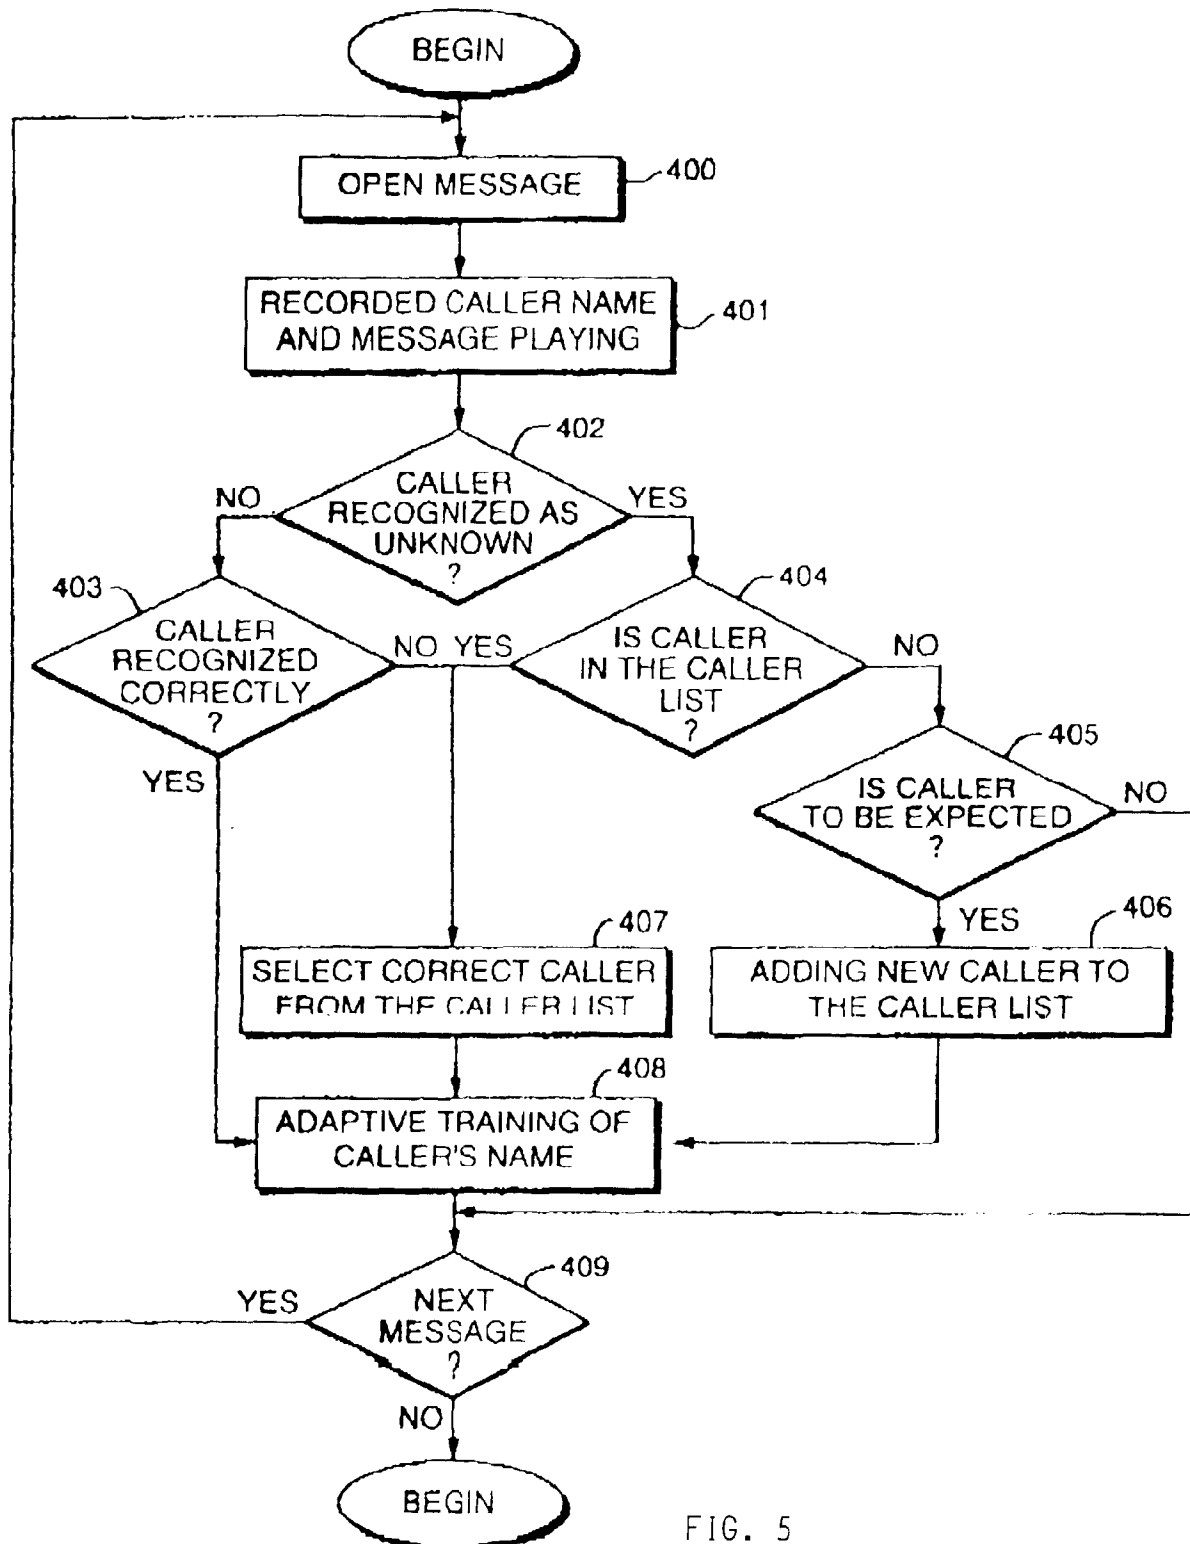 BEGIN
OPEN MESSAGE
400
RECORDED CALLER NAME
AND MESSAGE PLAYING
401
402
CALLER
RECOGNIZED AS
UNKNOWN
?
NO
YES
403
CALLER
RECOGNIZED
CORRECTLY
?
NO
YES
404
IS CALLER
IN THE CALLER
LIST
?
NO
YES
405
IS CALLER
TO BE EXPECTED
?
NO
YES
407
SELECT CORRECT CALLER
FROM THE CALLER LIST
406
ADDING NEW CALLER TO
THE CALLER LIST
408
ADAPTIVE TRAINING OF
CALLER'S NAME
409
NEXT
MESSAGE
?
YES
NO
BEGIN
FIG. 5